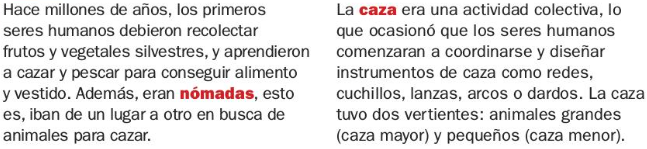 Hace millones de años, los primeros
seres humanos debieron recolectar
frutos y vegetales silvestres, y aprendieron
a cazar y pescar para conseguir alimento
y vestido. Además, eran nómadas, esto
es, iban de un lugar a otro en busca de
animales para cazar.
La caza era una actividad colectiva, lo
que ocasionó que los seres humanos
comenzaran a coordinarse y diseñar
instrumentos de caza como redes,
cuchillos, lanzas, arcos o dardos. La caza
tuvo dos vertientes: animales grandes
(caza mayor) y pequeños (caza menor).